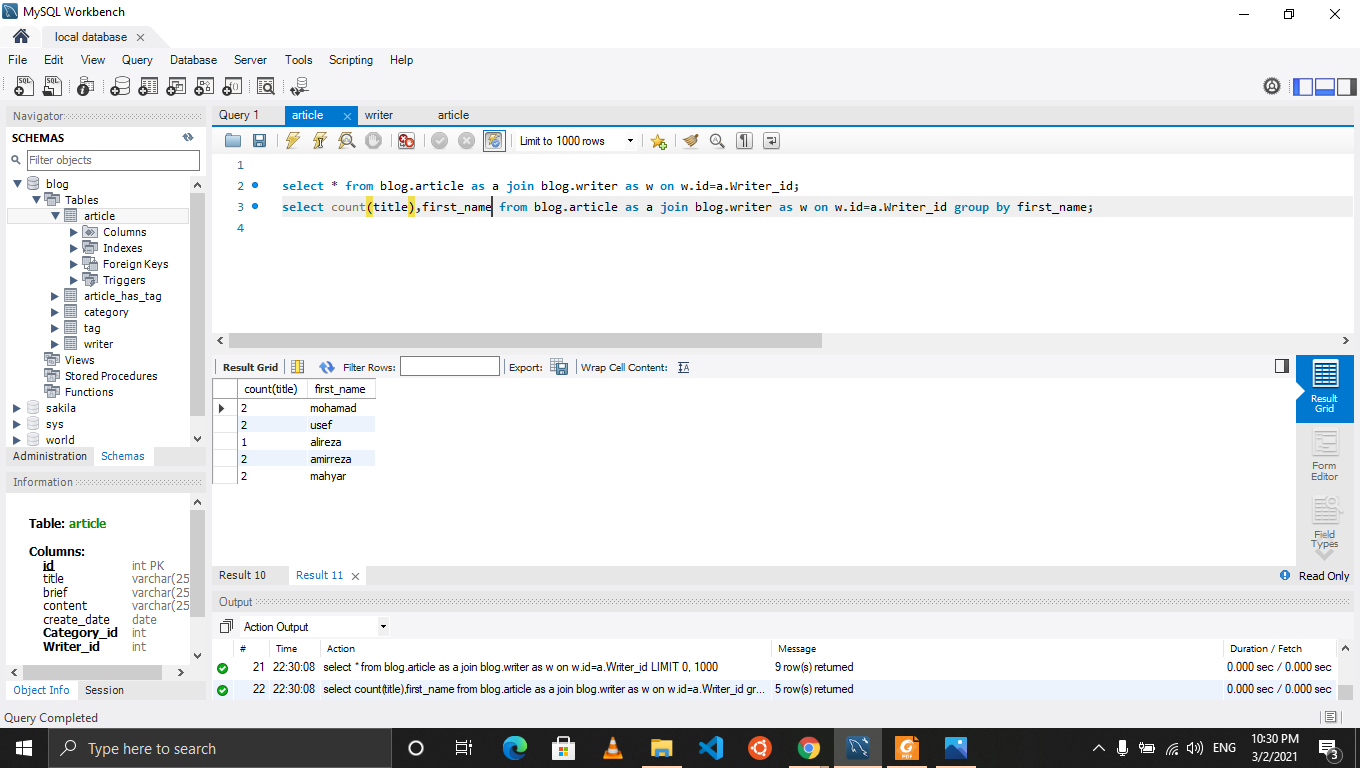 MySQL Workbench
local database
File Edit View Query Database Server Tools Scripting Help
Navigator
SCHEMAS
Filter objects
blog
Tables
article
Columns
Indexes
Foreign Keys
Triggers
article_has_tag
category
tag
writer
Views
Stored Procedures
Functions
sakila
sys
world
Administration Schemas
Information
Table: article
Columns:
id int PK
title varchar(25
brief varchar(25
content varchar(25
create_date date
Category_id int
Writer_id int
Object Info Session
Query 1 article writer article
Limit to 1000 rows
1
2 select * from blog.article as a join blog.writer as w on w.id=a.Writer_id;
3 select count(title),first_name from blog.article as a join blog.writer as w on w.id=a.Writer_id group by first_name;
4
Result Grid Filter Rows: Export: Wrap Cell Content:
count(title) first_name
2 mohamad
2 usef
1 alireza
2 amirreza
2 mahyar
Result Grid
Form Editor
Field Types
Result 10 Result 11 Read Only
Output
Action Output
# Time Action Message Duration / Fetch
21 22:30:08 select * from blog.article as a join blog.writer as w on w.id=a.Writer_id LIMIT 0, 1000 9 row(s) returned 0.000 sec / 0.000 sec
22 22:30:08 select count(title),first_name from blog.article as a join blog.writer as w on w.id=a.Writer_id gr... 5 row(s) returned 0.000 sec / 0.000 sec
Query Completed
Type here to search
ENG
10:30 PM
3/2/2021
3